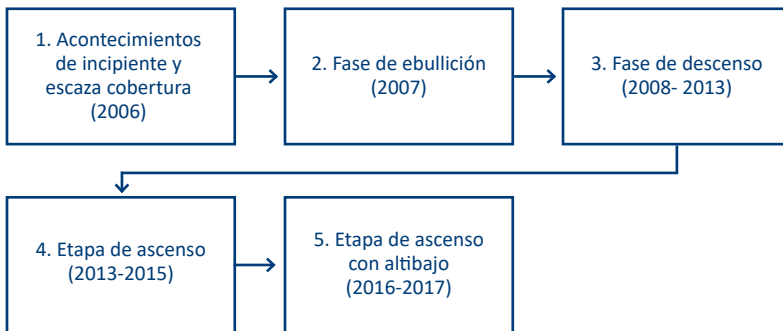 1. Acontecimientos
de incipiente y
escaza cobertura
(2006)
2. Fase de ebullición
(2007)
3. Fase de descenso
(2008- 2013)
4. Etapa de ascenso
(2013-2015)
5. Etapa de ascenso
con altibajo
(2016-2017)